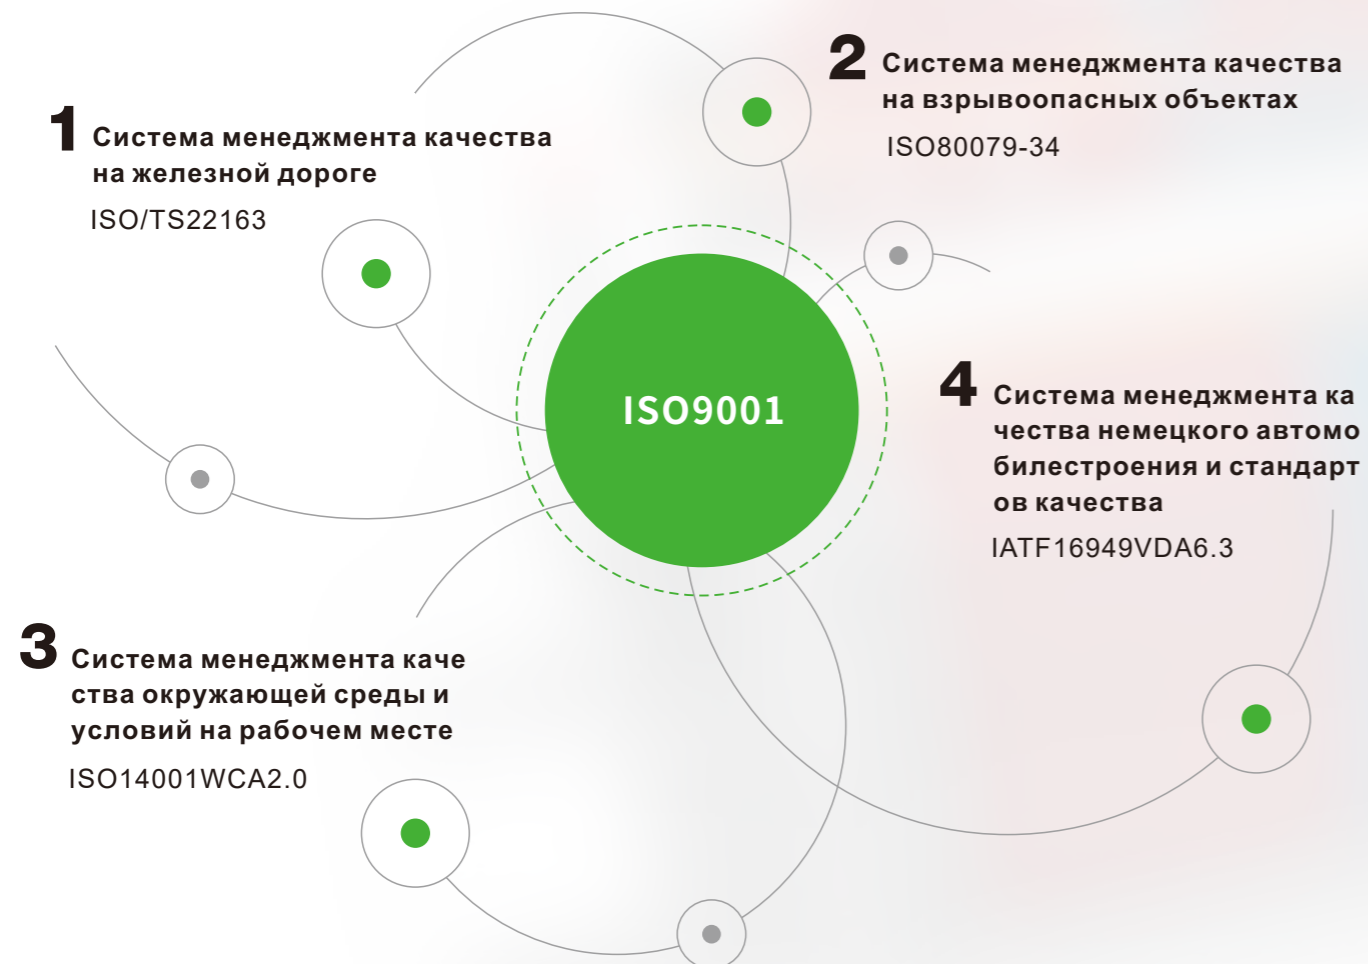 1 Система менеджмента качества
на железной дороге
ISO/TS22163
2 Система менеджмента качества
на взрывоопасных объектах
ISO80079-34
ISO9001
3 Система менеджмента каче
ства окружающей среды и
условий на рабочем месте
ISO14001WCA2.0
4 Система менеджмента ка
чества немецкого автомо
билестроения и стандарт
ов качества
IATF16949VDA6.3